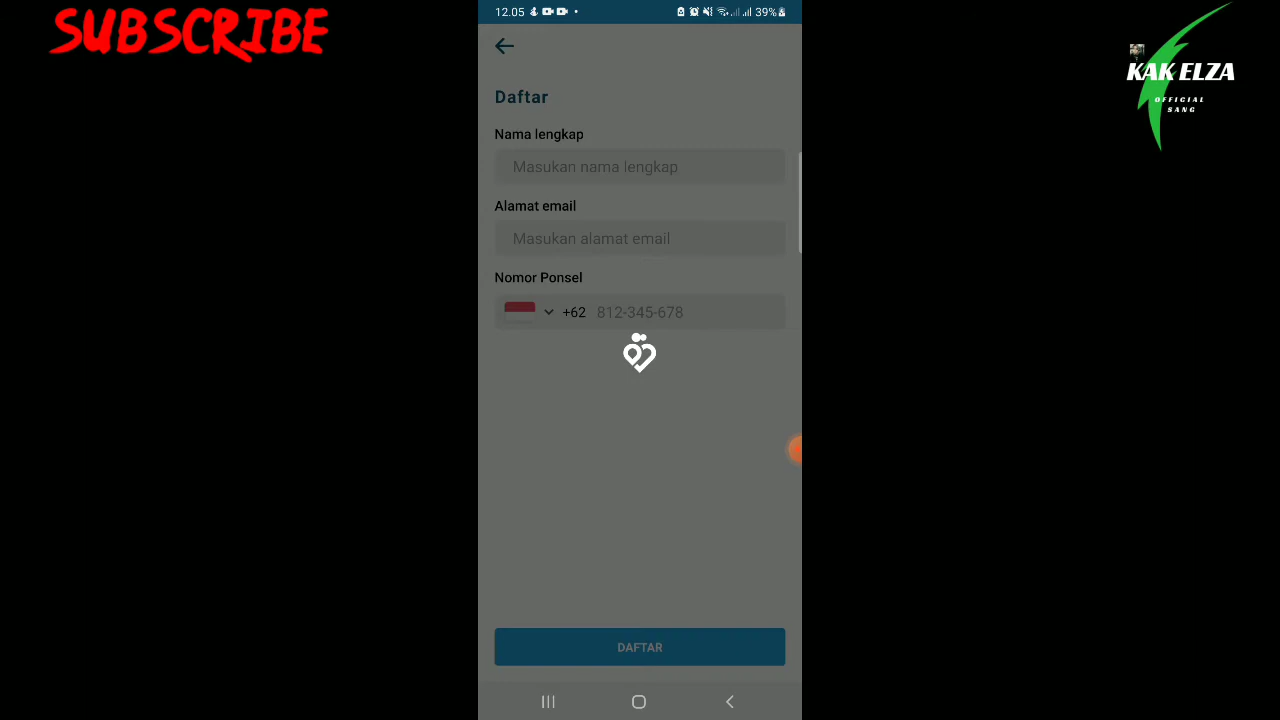 SUBSCRIBE
12.05
39%
KAK ELZA
OFFICIAL
SANG
Daftar
Nama lengkap
Masukan nama lengkap
Alamat email
Masukan alamat email
Nomor Ponsel
+62 812-345-678
DAFTAR